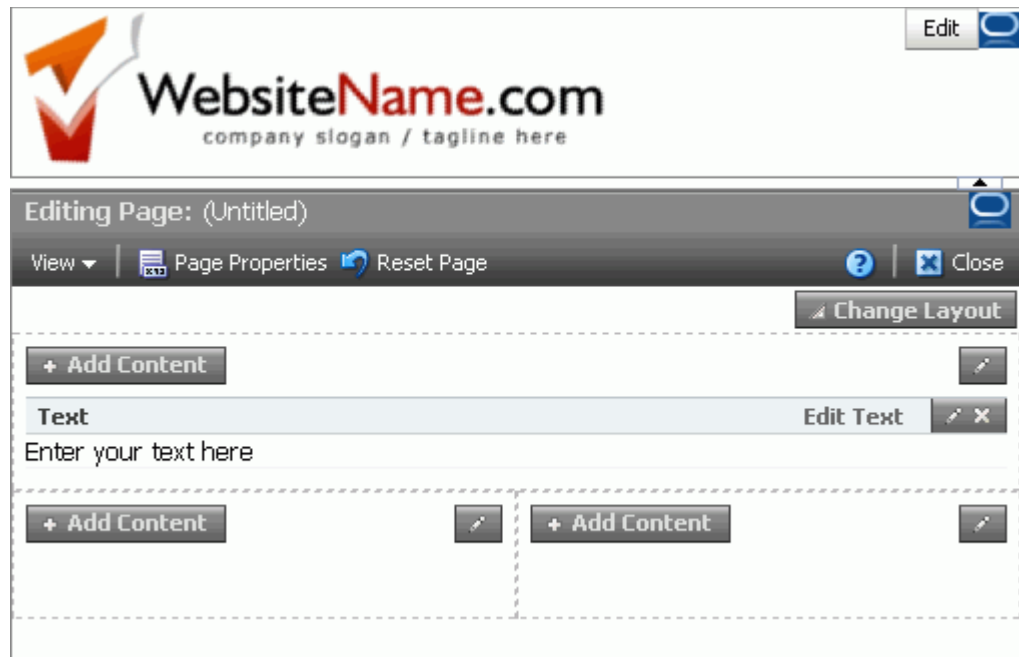 Edit
WebsiteName.com
company slogan / tagline here
Editing Page: (Untitled)
View Page Properties Reset Page ? Close
Change Layout
+ Add Content
Text Edit Text
Enter your text here
+ Add Content + Add Content